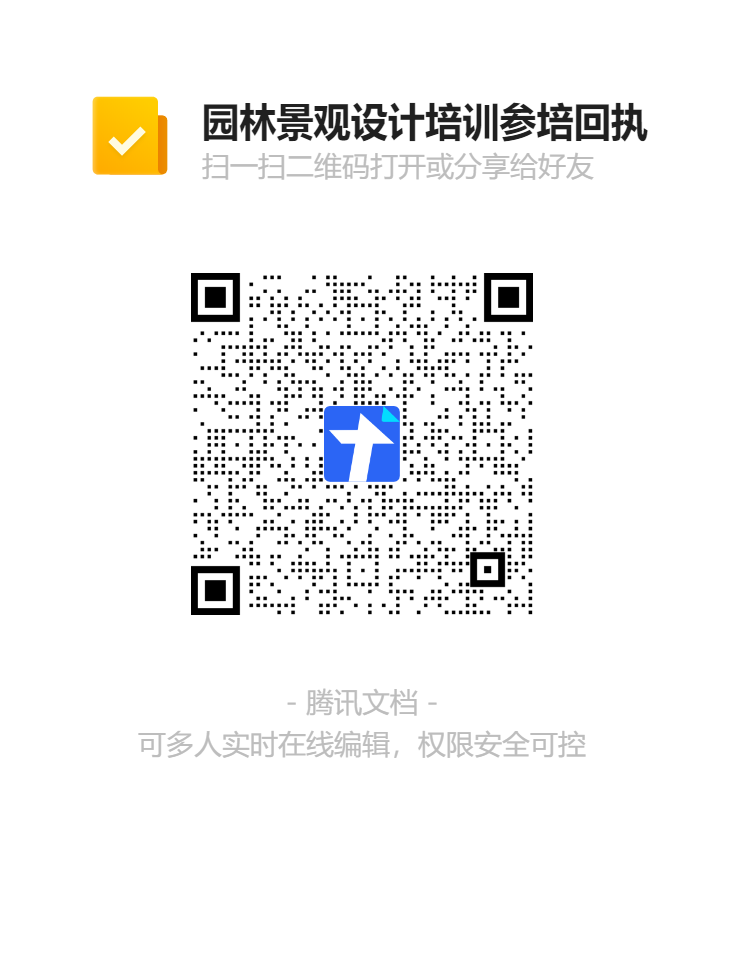 园林景观设计培训参培回执
扫一扫二维码打开或分享给好友
- 腾讯文档 -
可多人实时在线编辑，权限安全可控